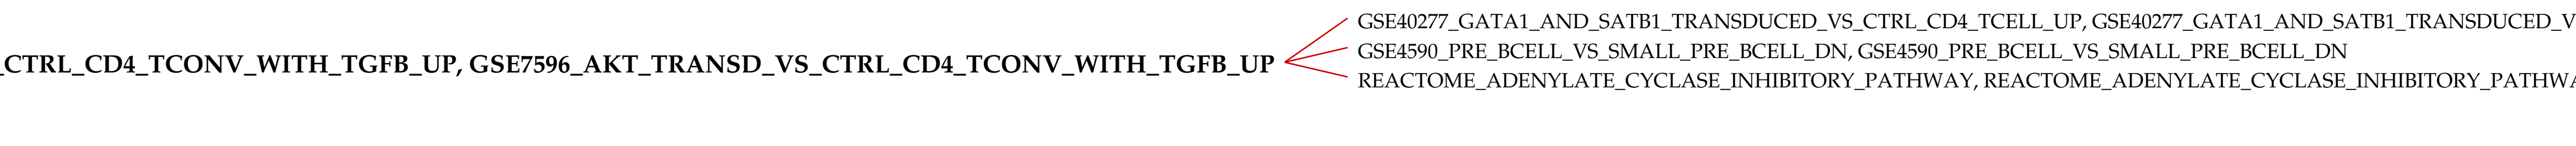 _CTRL_CD4_TCONV_WITH_TGFB_UP, GSE7596_AKT_TRANSD_VS_CTRL_CD4_TCONV_WITH_TGFB_UP
GSE40277_GATA1_AND_SATB1_TRANSDUCED_VS_CTRL_CD4_TCELL_UP, GSE40277_GATA1_AND_SATB1_TRANSDUCED_V
GSE4590_PRE_BCELL_VS_SMALL_PRE_BCELL_DN, GSE4590_PRE_BCELL_VS_SMALL_PRE_BCELL_DN
REACTOME_ADENYLATE_CYCLASE_INHIBITORY_PATHWAY, REACTOME_ADENYLATE_CYCLASE_INHIBITORY_PATHWA